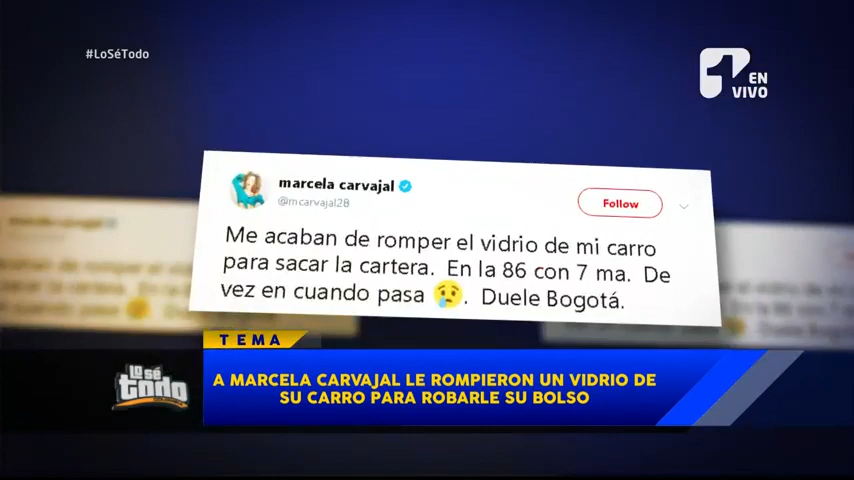 #LoSéTodo
1 EN
VIVO
marcela carvajal
@mcarvajal28
Follow
Me acaban de romper el vidrio de mi carro
para sacar la cartera. En la 86 con 7 ma. De
vez en cuando pasa 😢. Duele Bogotá.
TEMA
Lo sé
todo
A MARCELA CARVAJAL LE ROMPIERON UN VIDRIO DE
SU CARRO PARA ROBARLE SU BOLSO